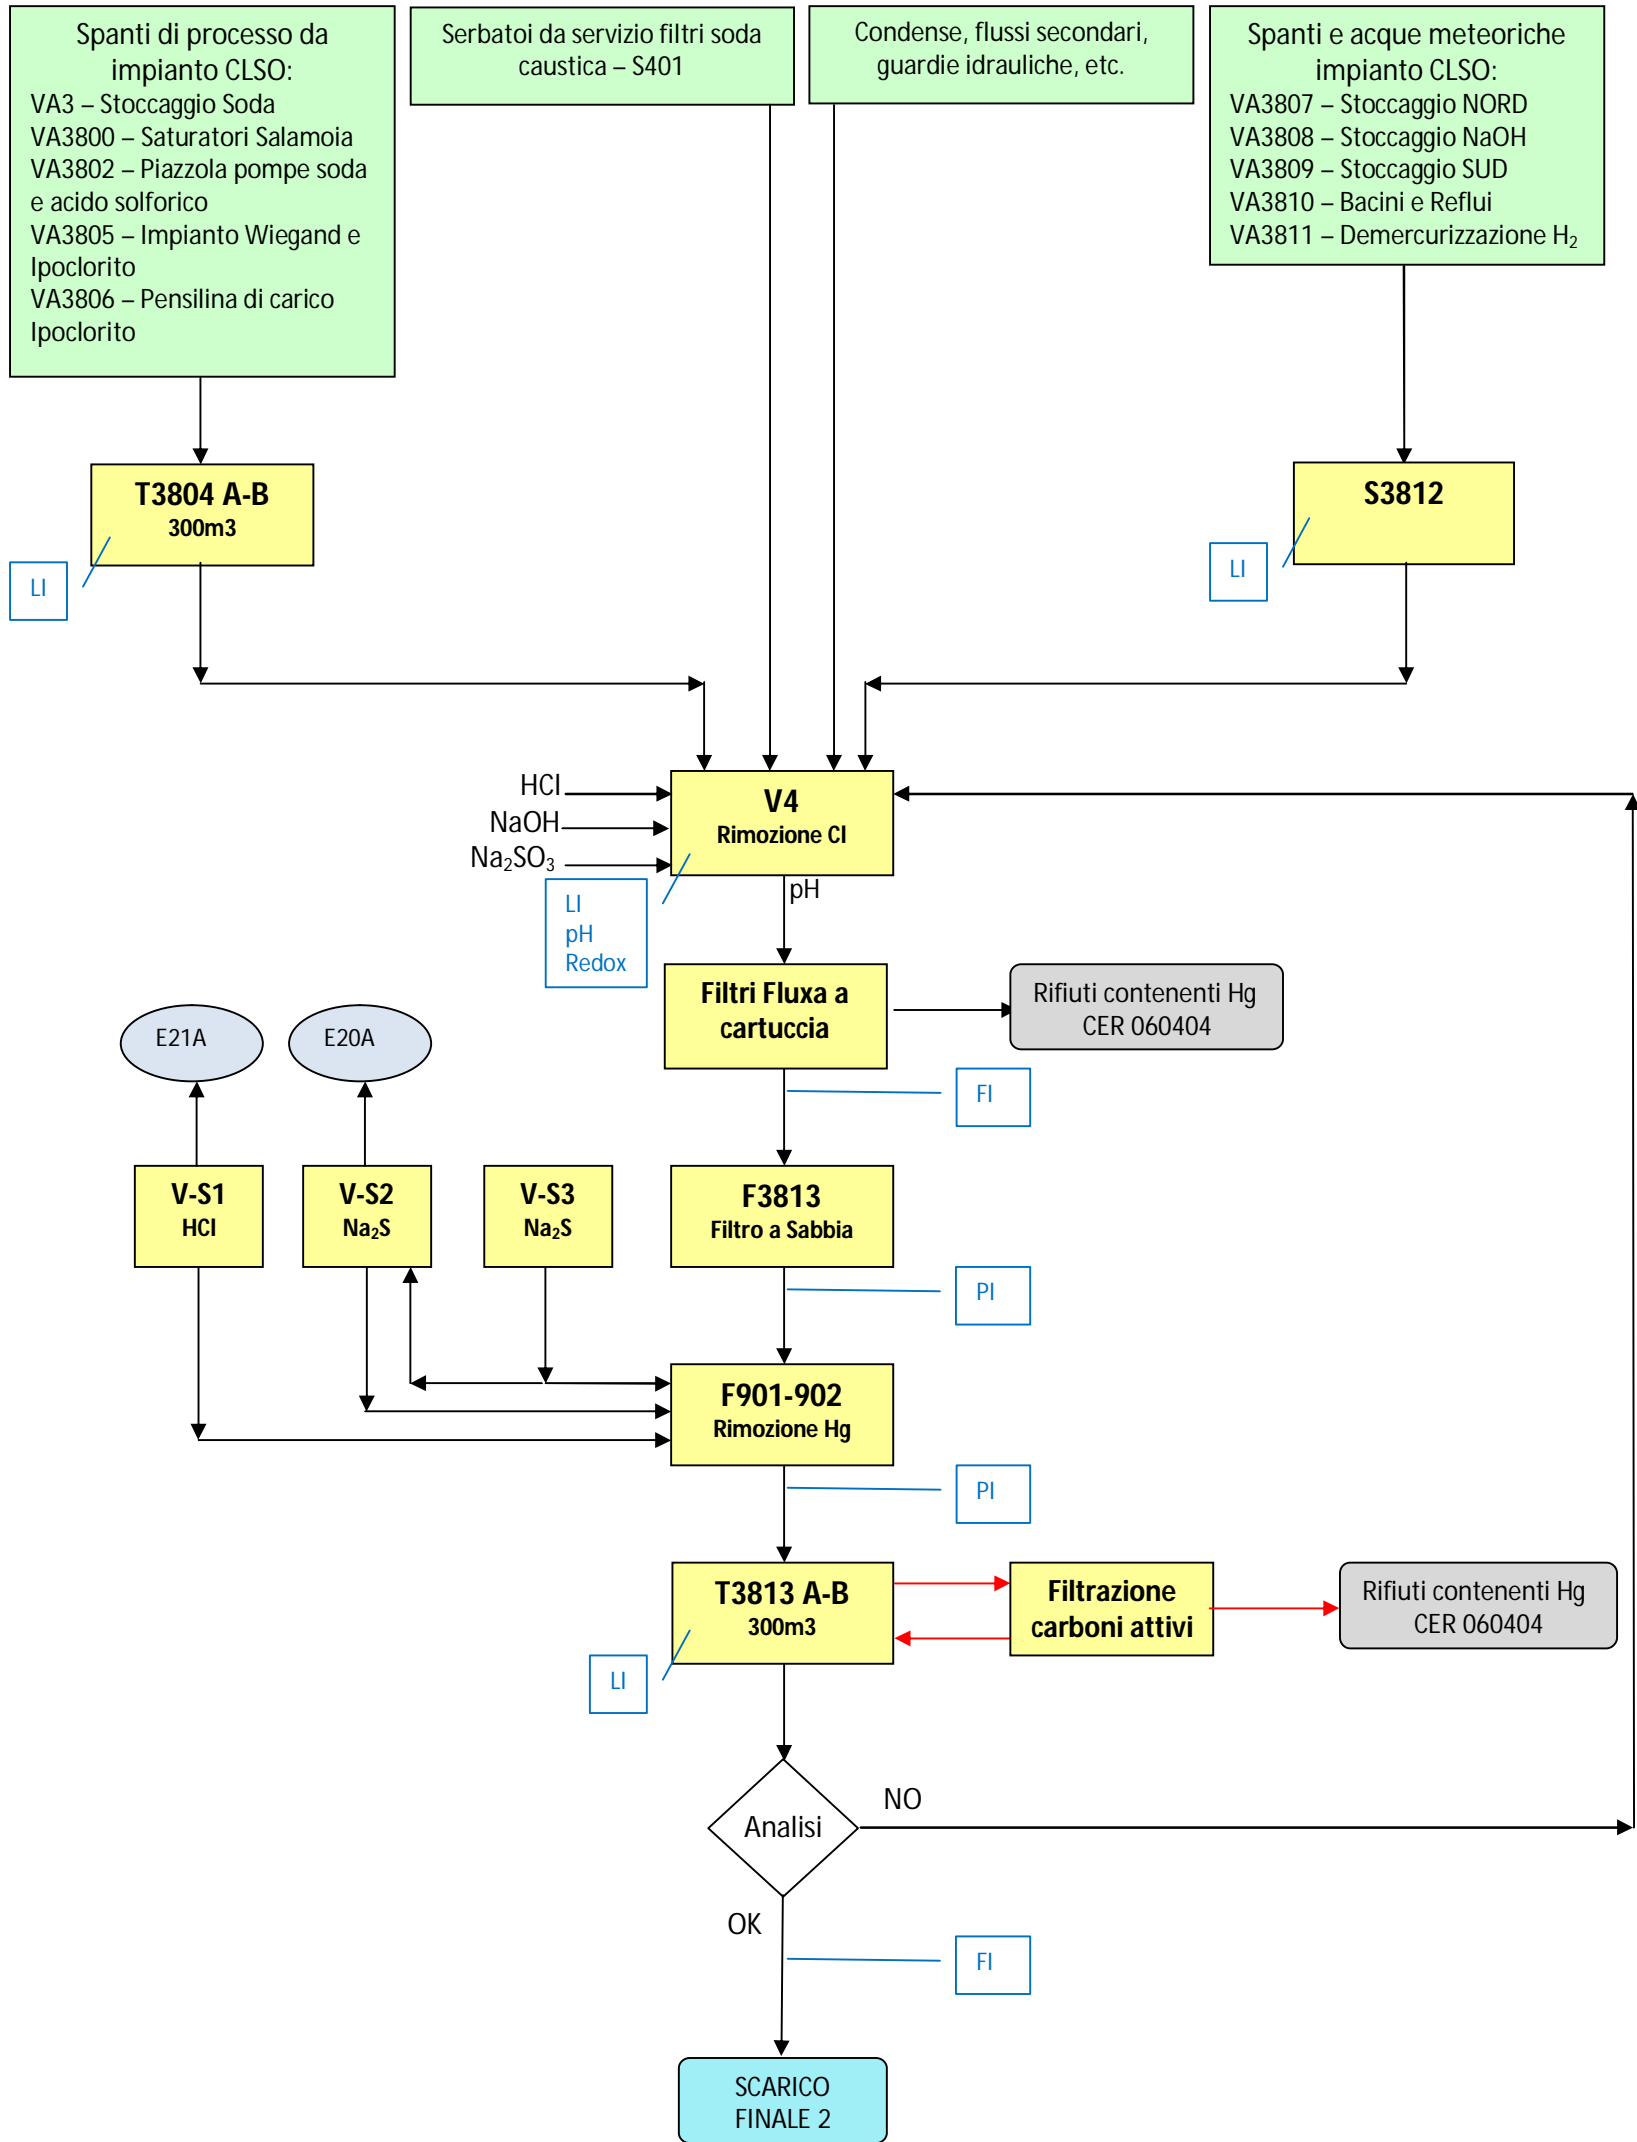 Spanti di processo da
impianto CLSO:
VA3 – Stoccaggio Soda
VA3800 – Saturatori Salamoia
VA3802 – Piazzola pompe soda
e acido solforico
VA3805 – Impianto Wiegand e
Ipoclorito
VA3806 – Pensilina di carico
Ipoclorito
Serbatoi da servizio filtri soda
caustica – S401
Condense, flussi secondari,
guardie idrauliche, etc.
Spanti e acque meteoriche
impianto CLSO:
VA3807 – Stoccaggio NORD
VA3808 – Stoccaggio NaOH
VA3809 – Stoccaggio SUD
VA3810 – Bacini e Reflui
VA3811 – Demercurizzazione H₂
T3804 A-B
300m3
LI
S3812
LI
HCl
NaOH
Na₂SO₃
V4
Rimozione Cl
pH
LI
pH
Redox
Filtri Fluxa a
cartuccia
Rifiuti contenenti Hg
CER 060404
E21A
E20A
FI
V-S1
HCl
V-S2
Na₂S
V-S3
Na₂S
F3813
Filtro a Sabbia
PI
F901-902
Rimozione Hg
PI
T3813 A-B
300m3
LI
Filtrazione
carboni attivi
Rifiuti contenenti Hg
CER 060404
Analisi
NO
OK
FI
SCARICO
FINALE 2